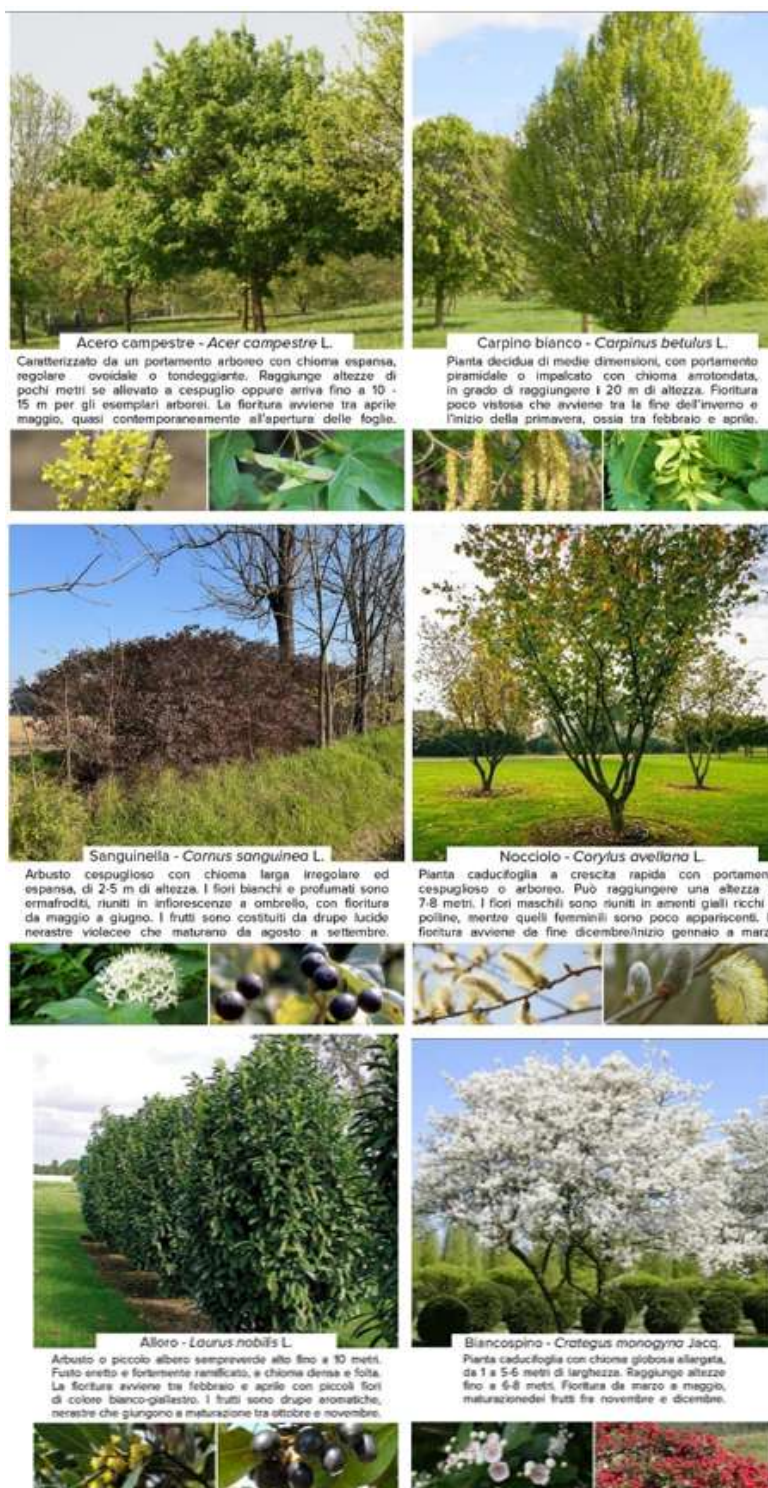 Acero campestre - Acer campestre L.
Caratterizzato da un portamento arboreo con chioma espansa,
regolare ovoidale o tondeggiante. Raggiunge altezze di
pochi metri se allevato a cespuglio oppure arriva fino a 10 -
15 m per gli esemplari arborei. La fioritura avviene tra aprile
maggio, quasi contemporaneamente all'apertura delle foglie.
Carpino bianco - Carpinus betulus L.
Pianta decidua di medie dimensioni, con portamento
piramidale o impalcato con chioma arrotondata,
in grado di raggiungere i 20 m di altezza. Fioritura
poco vistosa che avviene tra la fine dell'inverno e
l'inizio della primavera, ossia tra febbraio e aprile.
Sanguinella - Cornus sanguinea L.
Arbusto cespuglioso con chioma larga irregolare ed
espansa, di 2-5 m di altezza. I fiori bianchi e profumati sono
ermafroditi, riuniti in infiorescenze a ombrello, con fioritura
da maggio a giugno. I frutti sono costituiti da drupe lucide
nerastre violacee che maturano da agosto a settembre.
Nocciolo - Corylus avellana L.
Pianta caducifoglia a crescita rapida con portamen
cespuglioso o arboreo. Può raggiungere una altezza
7-8 metri. I fiori maschili sono riuniti in amenti gialli ricchi
polline, mentre quelli femminili sono poco appariscenti.
fioritura avviene da fine dicembre/inizio gennaio a marz
Alloro - Laurus nobilis L.
Arbusto o piccolo albero sempreverde alto fino a 10 metri.
Fusto eretto e fortemente ramificato, a chioma densa e folta.
La fioritura avviene tra febbraio e aprile con piccoli fiori
di colore bianco-giallastro. I frutti sono drupe aromatiche,
nerastre che giungono a maturazione tra ottobre e novembre.
Biancospino - Crategus monogyna Jacq.
Pianta caducifoglia con chioma globosa allargata,
da 1 a 5-6 metri di larghezza. Raggiunge altezze
fino a 6-8 metri. Fioritura da marzo a maggio,
maturazionedei frutti fra novembre e dicembre.